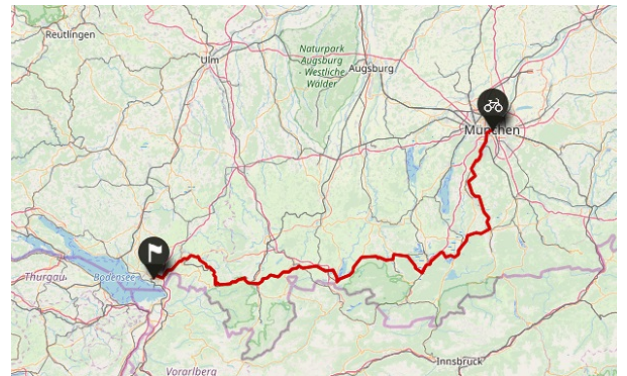 Reutlingen
Ulm
Naturpark
Augsburg
- Westliche
Wälder
Augsburg
München
Thurgau
Bodensee
Vorarlberg
Innsbruck